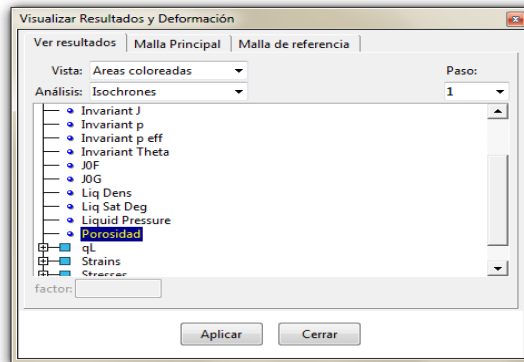 Visualizar Resultados y Deformación
Ver resultados Malla Principal Malla de referencia
Vista: Areas coloreadas Paso:
Análisis: Isochrones 1
Invariant J
Invariant p
Invariant p eff
Invariant Theta
J0F
J0G
Liq Dens
Liq Sat Deg
Liquid Pressure
Porosidad
qL
Strains
Stresses
factor:
Aplicar Cerrar